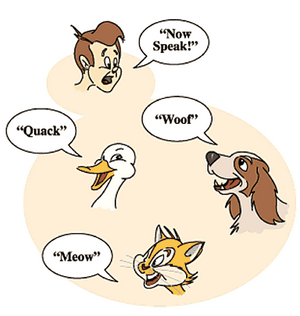 “Now
Speak!”
“Quack”
“Woof”
“Meow”